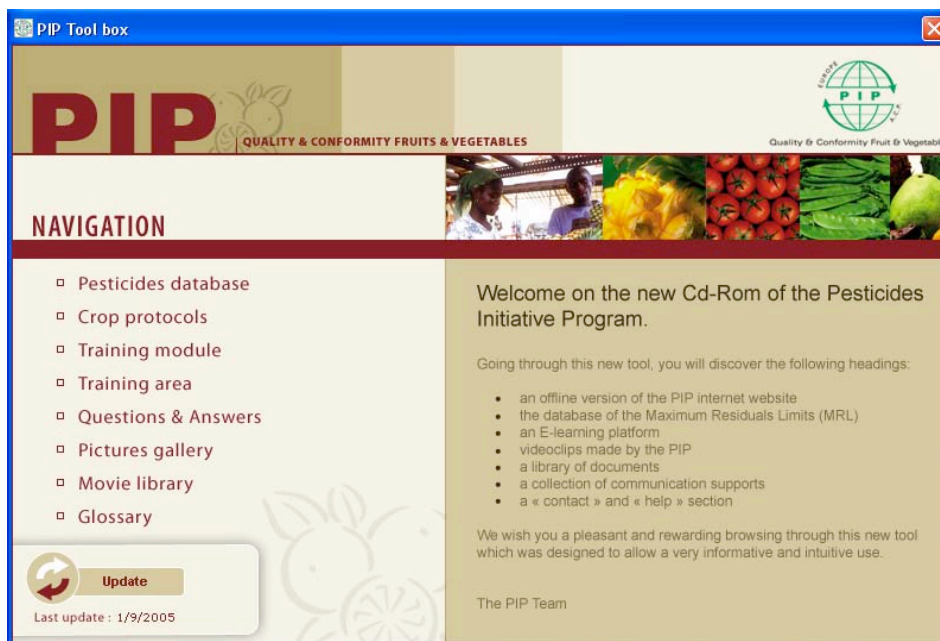 PIP Tool box
PIP
QUALITY & CONFORMITY FRUITS & VEGETABLES
EUROPE
PIP
A.C.P.
Quality & Conformity Fruit & Vegetabl
NAVIGATION
Pesticides database
Crop protocols
Training module
Training area
Questions & Answers
Pictures gallery
Movie library
Glossary
Update
Last update : 1/9/2005
Welcome on the new Cd-Rom of the Pesticides
Initiative Program.
Going through this new tool, you will discover the following headings:
an offline version of the PIP internet website
the database of the Maximum Residuals Limits (MRL)
an E-learning platform
videoclips made by the PIP
a library of documents
a collection of communication supports
a « contact » and « help » section
We wish you a pleasant and rewarding browsing through this new tool
which was designed to allow a very informative and intuitive use.
The PIP Team